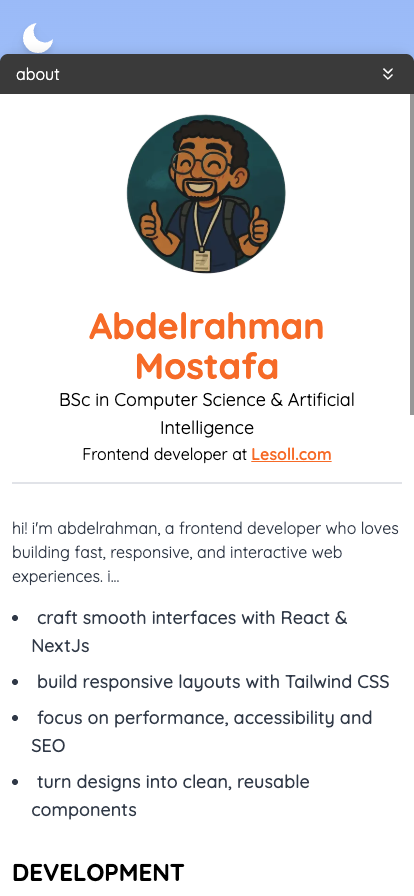 about
Abdelrahman
Mostafa
BSc in Computer Science & Artificial
Intelligence
Frontend developer at Lesoll.com
hi! i'm abdelrahman, a frontend developer who loves
building fast, responsive, and interactive web
experiences. i...
• craft smooth interfaces with React &
NextJs
• build responsive layouts with Tailwind CSS
• focus on performance, accessibility and
SEO
• turn designs into clean, reusable
components
DEVELOPMENT